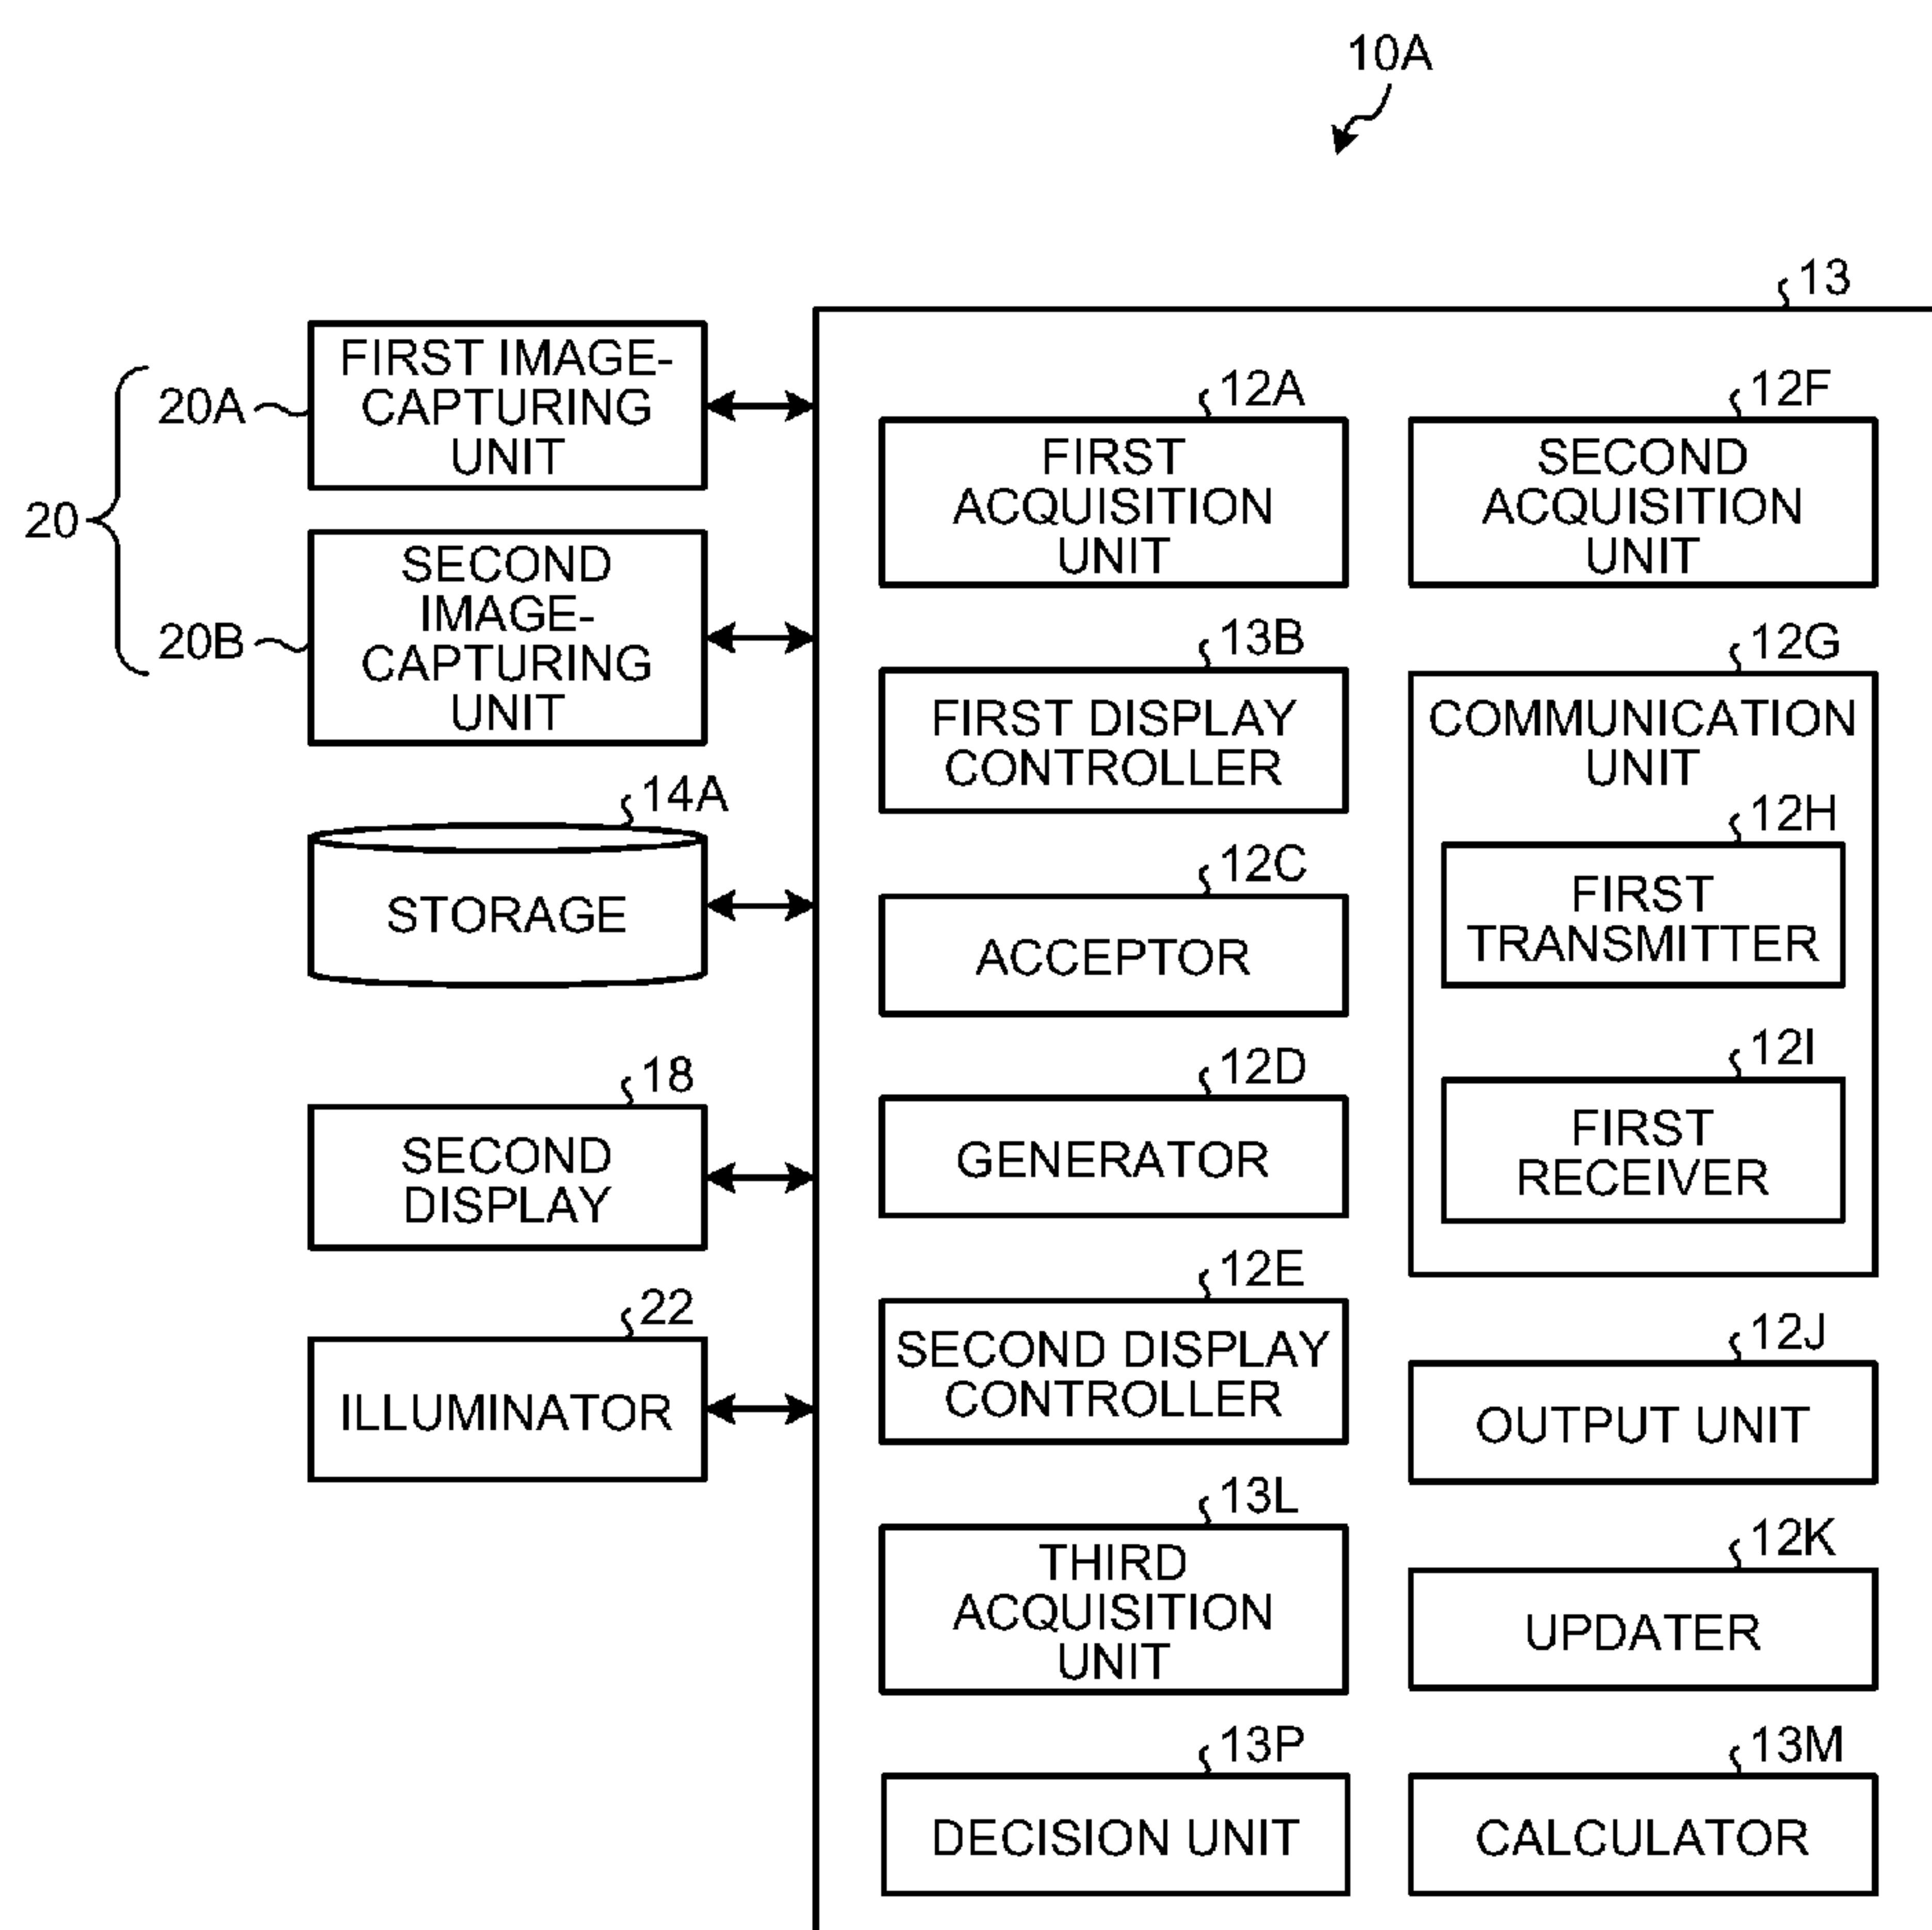 10A
13
20
20A
FIRST IMAGE-
CAPTURING
UNIT
20B
SECOND
IMAGE-
CAPTURING
UNIT
14A
STORAGE
18
SECOND
DISPLAY
22
ILLUMINATOR
12A
FIRST
ACQUISITION
UNIT
13B
FIRST DISPLAY
CONTROLLER
12C
ACCEPTOR
12D
GENERATOR
12E
SECOND DISPLAY
CONTROLLER
13L
THIRD
ACQUISITION
UNIT
13P
DECISION UNIT
12F
SECOND
ACQUISITION
UNIT
12G
COMMUNICATION
UNIT
12H
FIRST
TRANSMITTER
12I
FIRST
RECEIVER
12J
OUTPUT UNIT
12K
UPDATER
13M
CALCULATOR